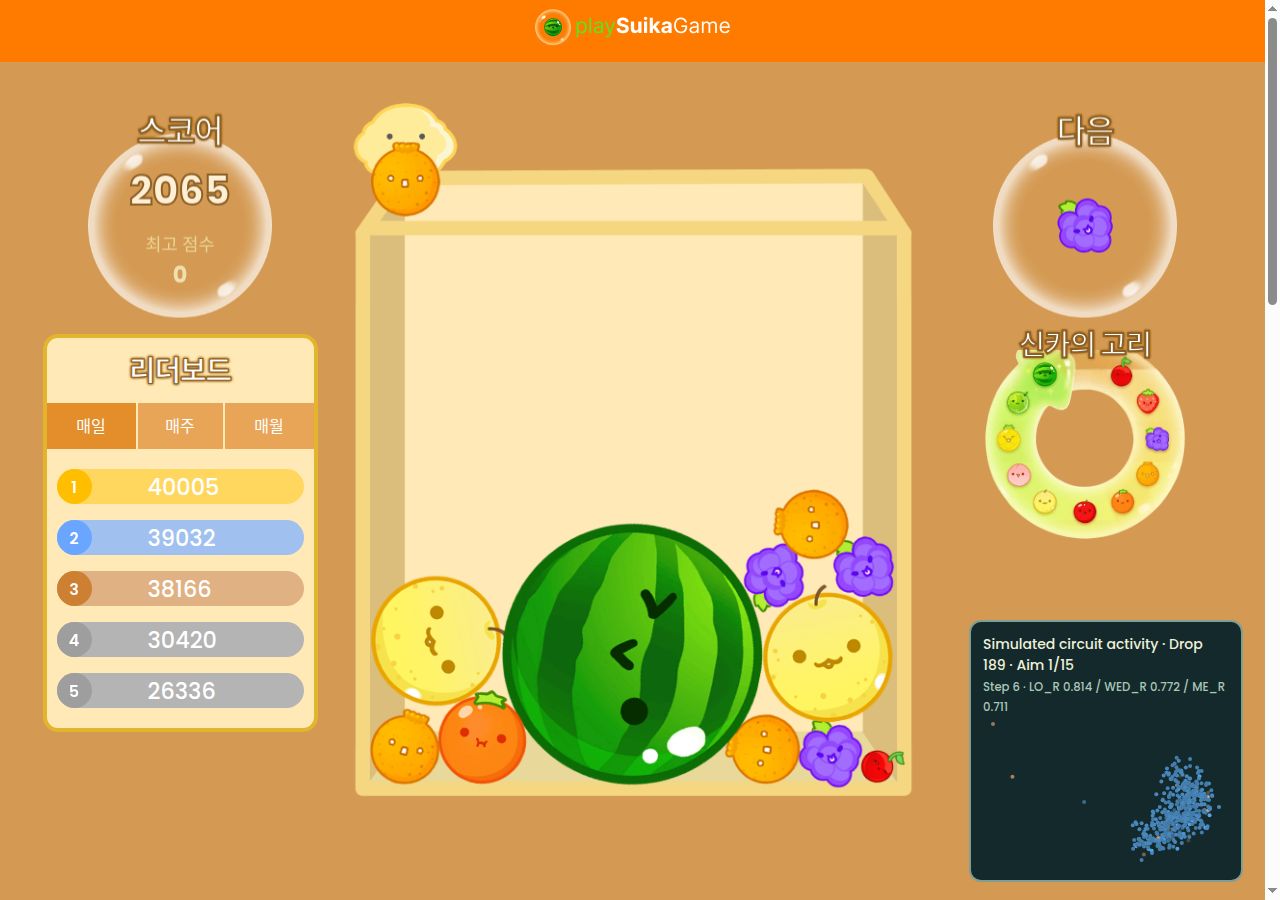 playSuikaGame
스코어
2065
최고 점수
0
리더보드
매일 매주 매월
1 40005
2 39032
3 38166
4 30420
5 26336
다음
신카의 고리
Simulated circuit activity · Drop
189 · Aim 1/15
Step 6 · LO_R 0.814 / WED_R 0.772 / ME_R
0.711